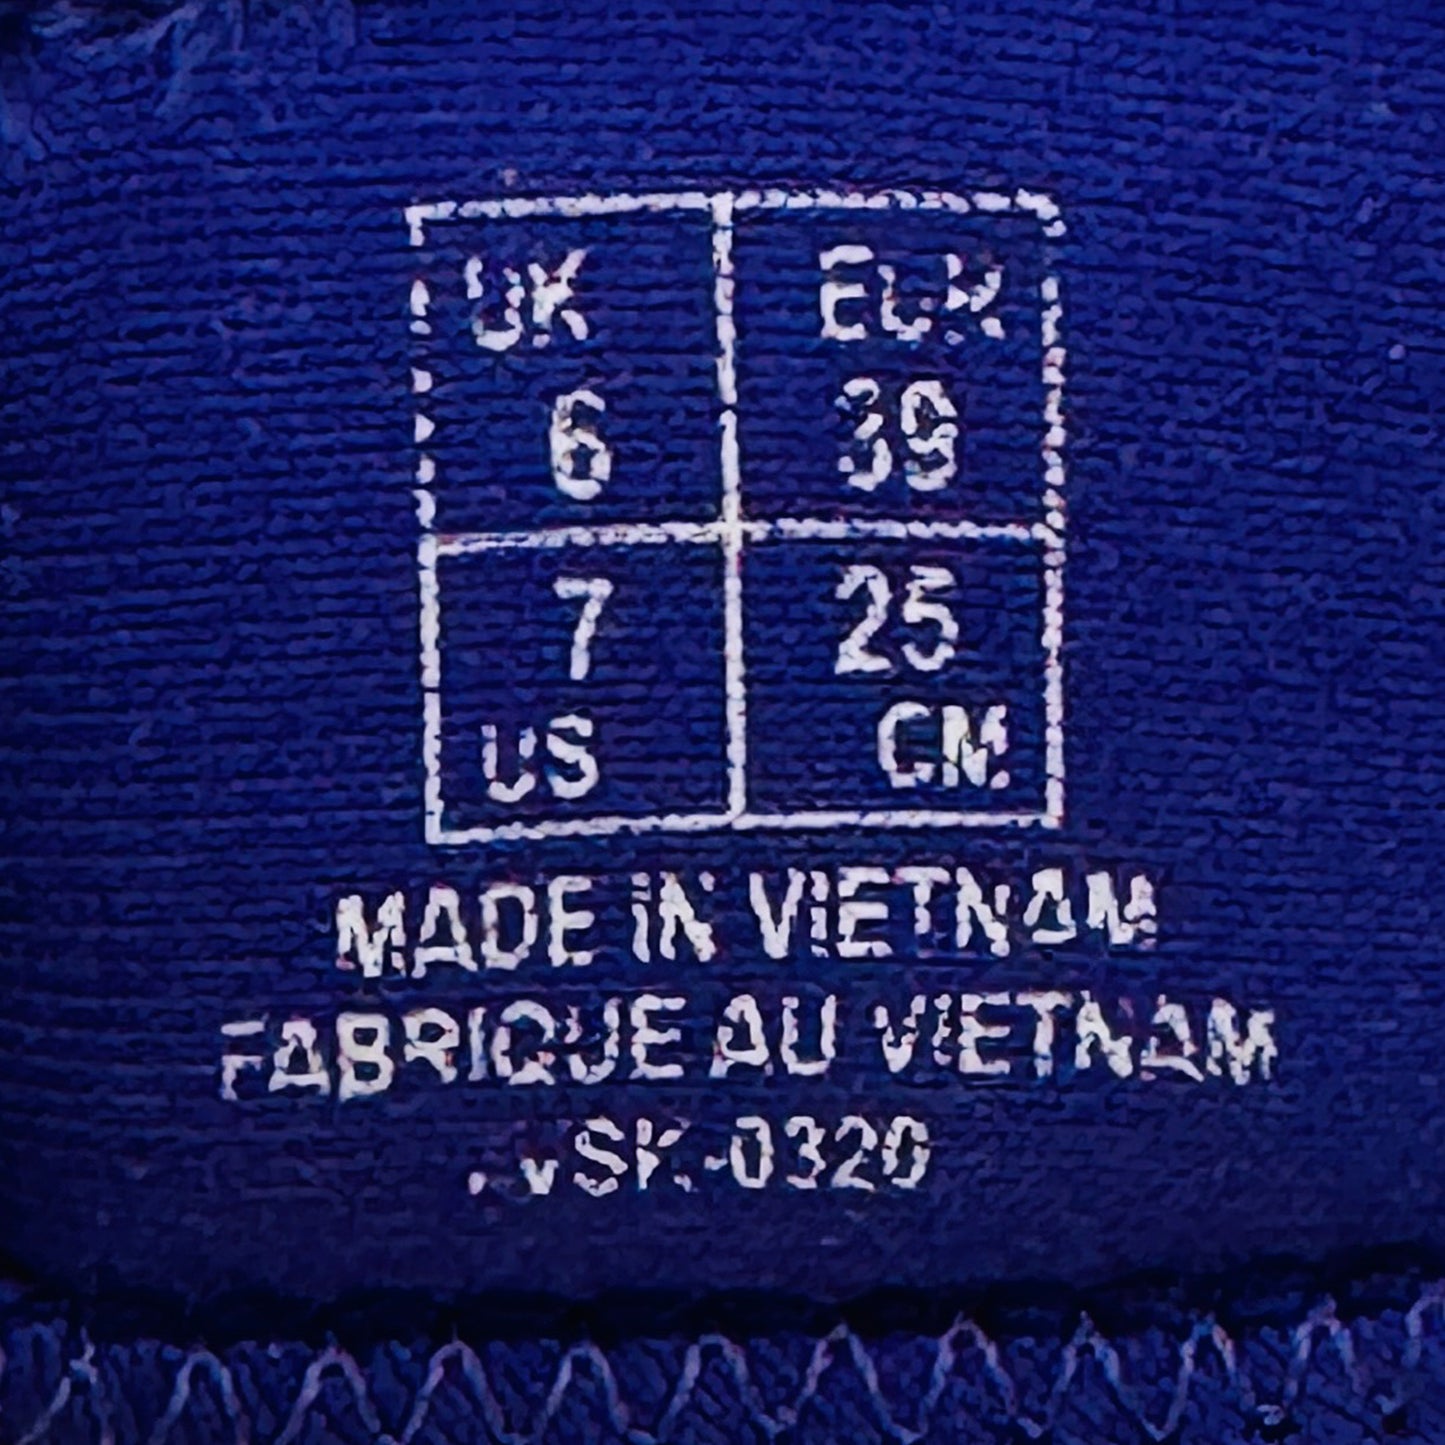 UK EUR
6 39
7 25
US CM
MADE IN VIETNAM
FABRIQUE AU VIETNAM